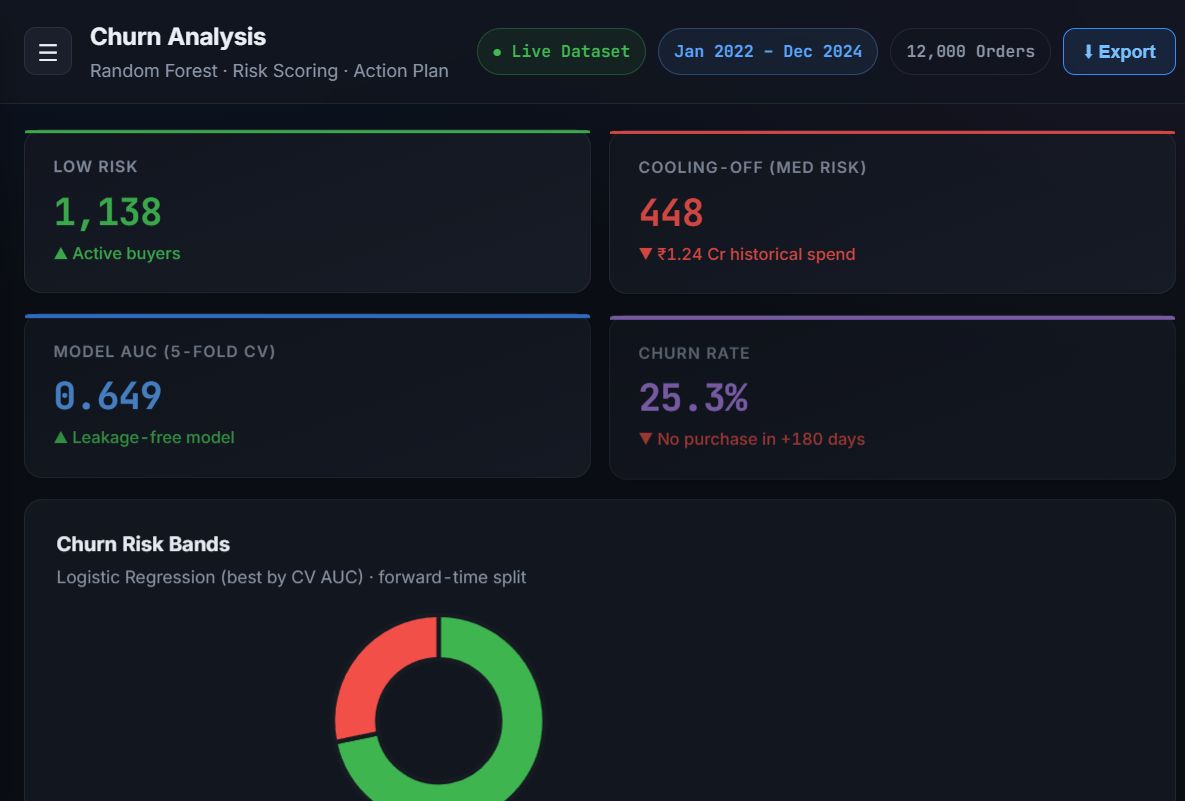 Churn Analysis
Random Forest · Risk Scoring · Action Plan
● Live Dataset
Jan 2022 – Dec 2024
12,000 Orders
⬇ Export
LOW RISK
1,138
▲ Active buyers
COOLING-OFF (MED RISK)
448
▼ ₹1.24 Cr historical spend
MODEL AUC (5-FOLD CV)
0.649
▲ Leakage-free model
CHURN RATE
25.3%
▼ No purchase in +180 days
Churn Risk Bands
Logistic Regression (best by CV AUC) · forward-time split